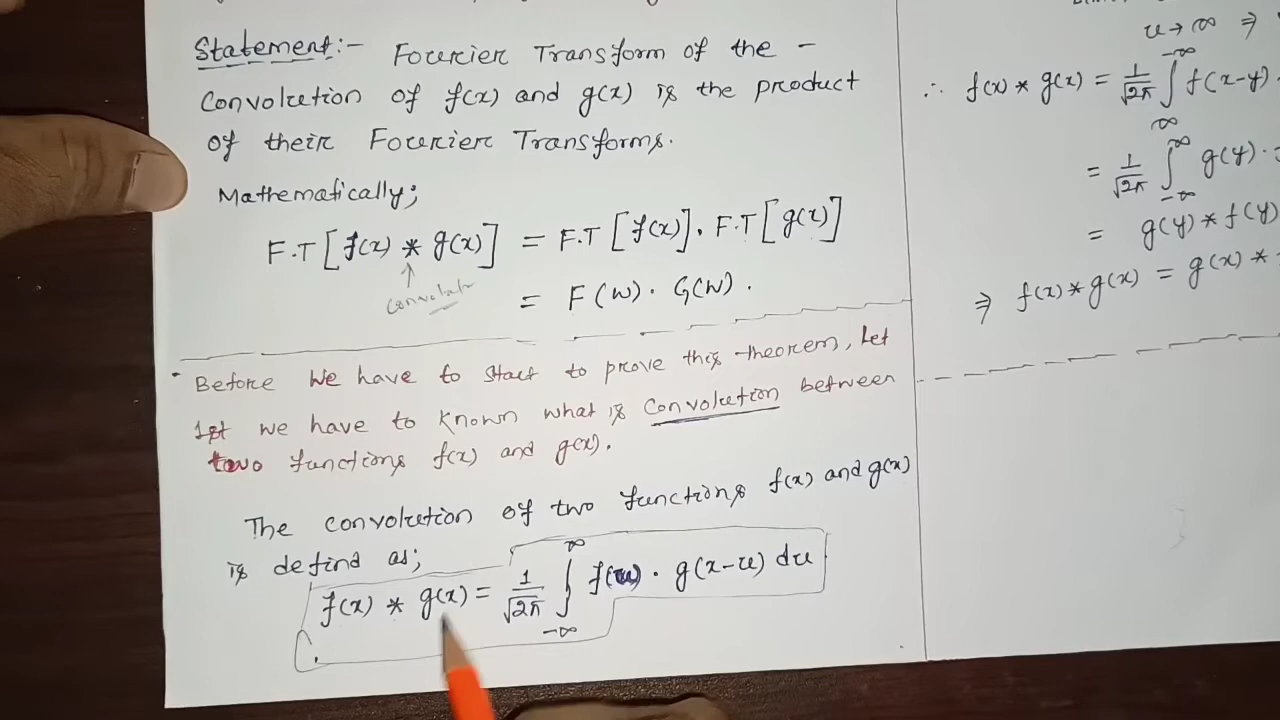 Statement:- Fourier Transform of the -
Convolution of f(x) and g(x) is the product
of their Fourier Transforms.
Mathematically;
F.T [f(x) * g(x)] = F.T [f(x)] . F.T [g(x)]
↑
= F(w) . G(w) .
Before We have to start to prove this theorem, Let
1st we have to known what is Convolution between
two functions f(x) and g(x).
The convolution of two functions f(x) and g(x)
is defind as;
f(x) * g(x) = 1/√2π ∫_{-∞}^{∞} f(u) . g(x-u) du
u → ∞ ⇒
∴ f(x) * g(x) = 1/√2π ∫_{∞}^{-∞} f(x-y)
= 1/√2π ∫_{-∞}^{∞} g(y) .
= g(y) * f(y)
⇒ f(x) * g(x) = g(x) *